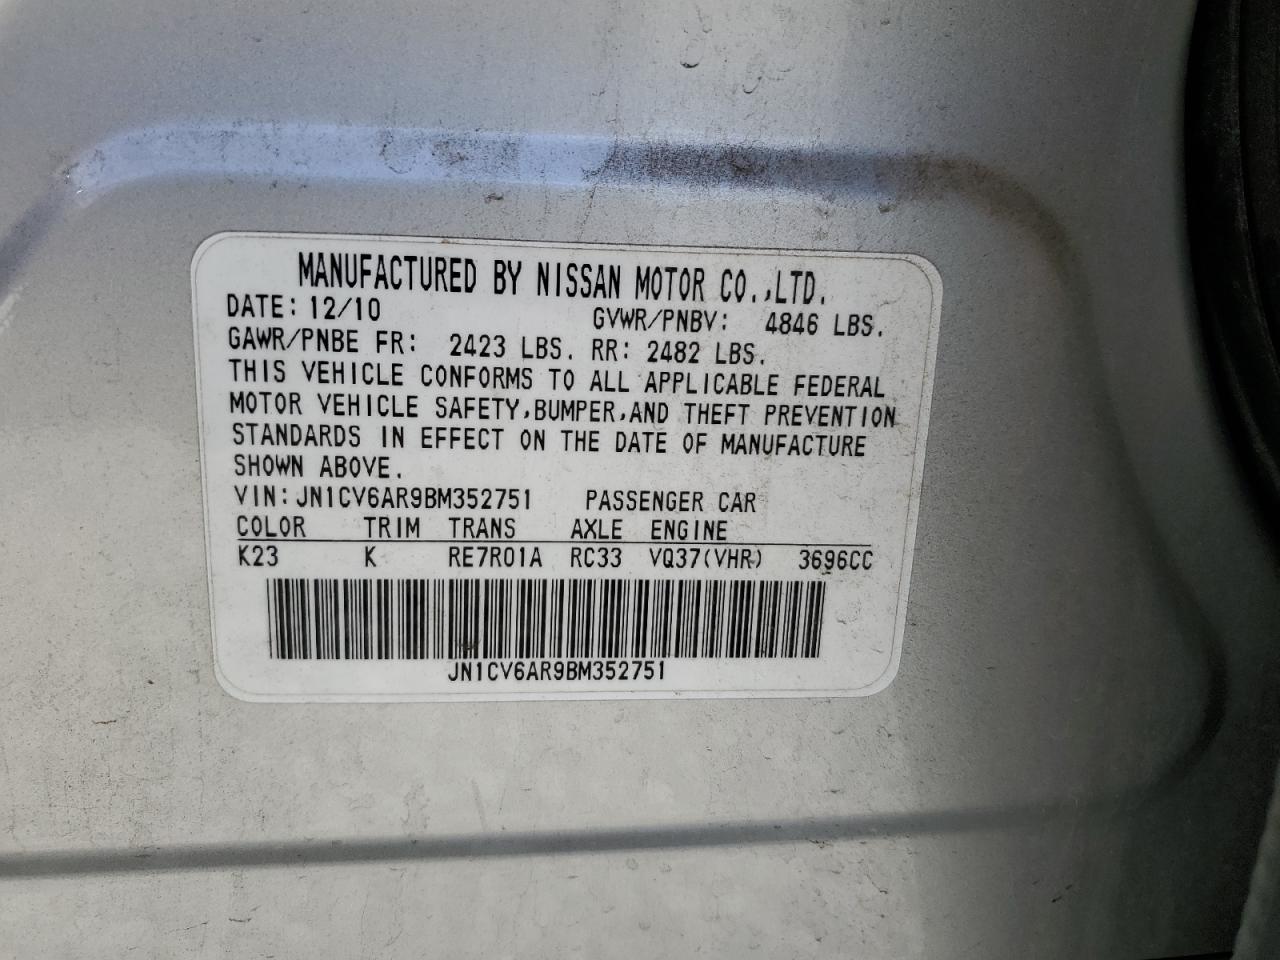 MANUFACTURED BY NISSAN MOTOR CO.,LTD.
DATE: 12/10 GVWR/PNBV: 4846 LBS.
GAWR/PNBE FR: 2423 LBS. RR: 2482 LBS.
THIS VEHICLE CONFORMS TO ALL APPLICABLE FEDERAL
MOTOR VEHICLE SAFETY,BUMPER,AND THEFT PREVENTION
STANDARDS IN EFFECT ON THE DATE OF MANUFACTURE
SHOWN ABOVE.
VIN: JN1CV6AR9BM352751 PASSENGER CAR
COLOR TRIM TRANS AXLE ENGINE
K23 K RE7R01A RC33 VQ37(VHR) 3696CC
JN1CV6AR9BM352751